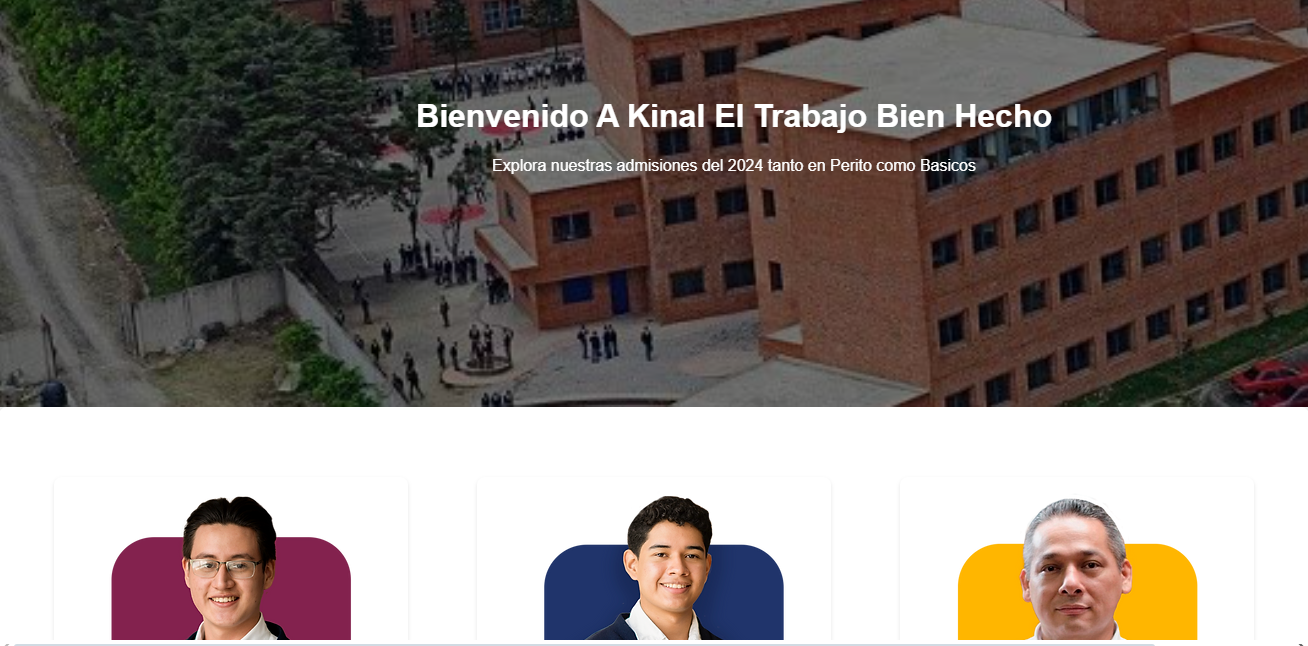 Bienvenido A Kinal El Trabajo Bien Hecho
Explora nuestras admisiones del 2024 tanto en Perito como Basicos